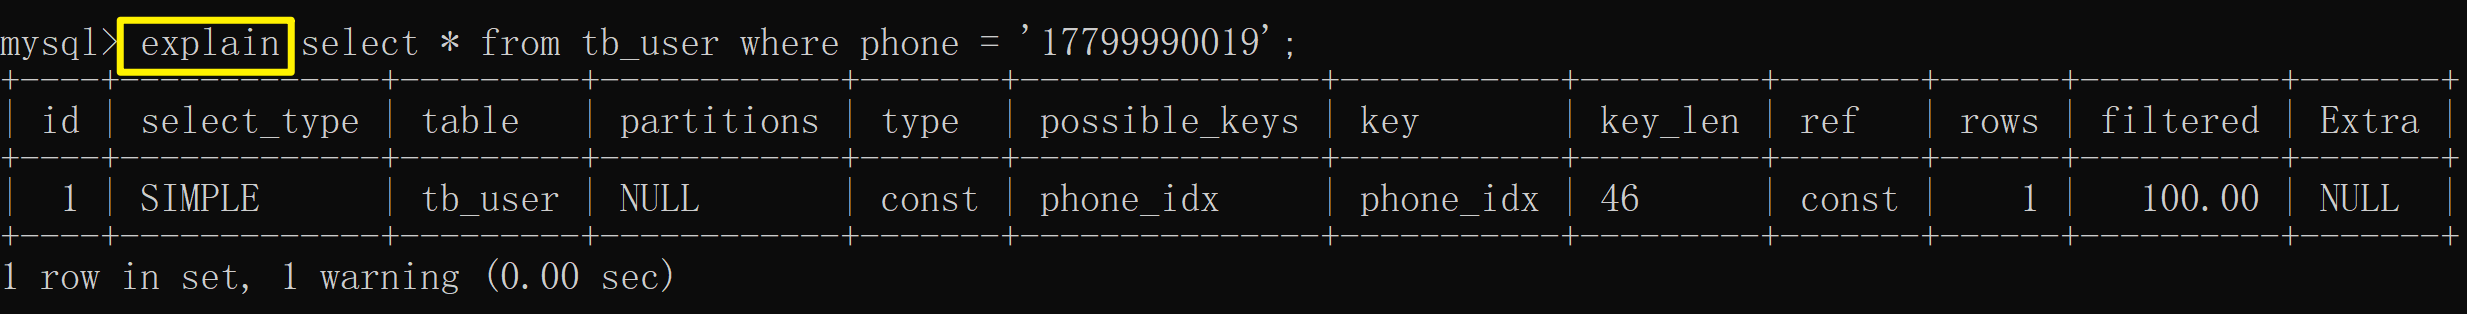 mysql> explain select * from tb_user where phone = '17799990019';
+----+-------------+---------+------------+-------+---------------+-----------+---------+-------+------+----------+-------+
| id | select_type | table   | partitions | type  | possible_keys | key       | key_len | ref   | rows | filtered | Extra |
+----+-------------+---------+------------+-------+---------------+-----------+---------+-------+------+----------+-------+
|  1 | SIMPLE      | tb_user | NULL       | const | phone_idx     | phone_idx | 46      | const |    1 |   100.00 | NULL  |
+----+-------------+---------+------------+-------+---------------+-----------+---------+-------+------+----------+-------+
1 row in set, 1 warning (0.00 sec)